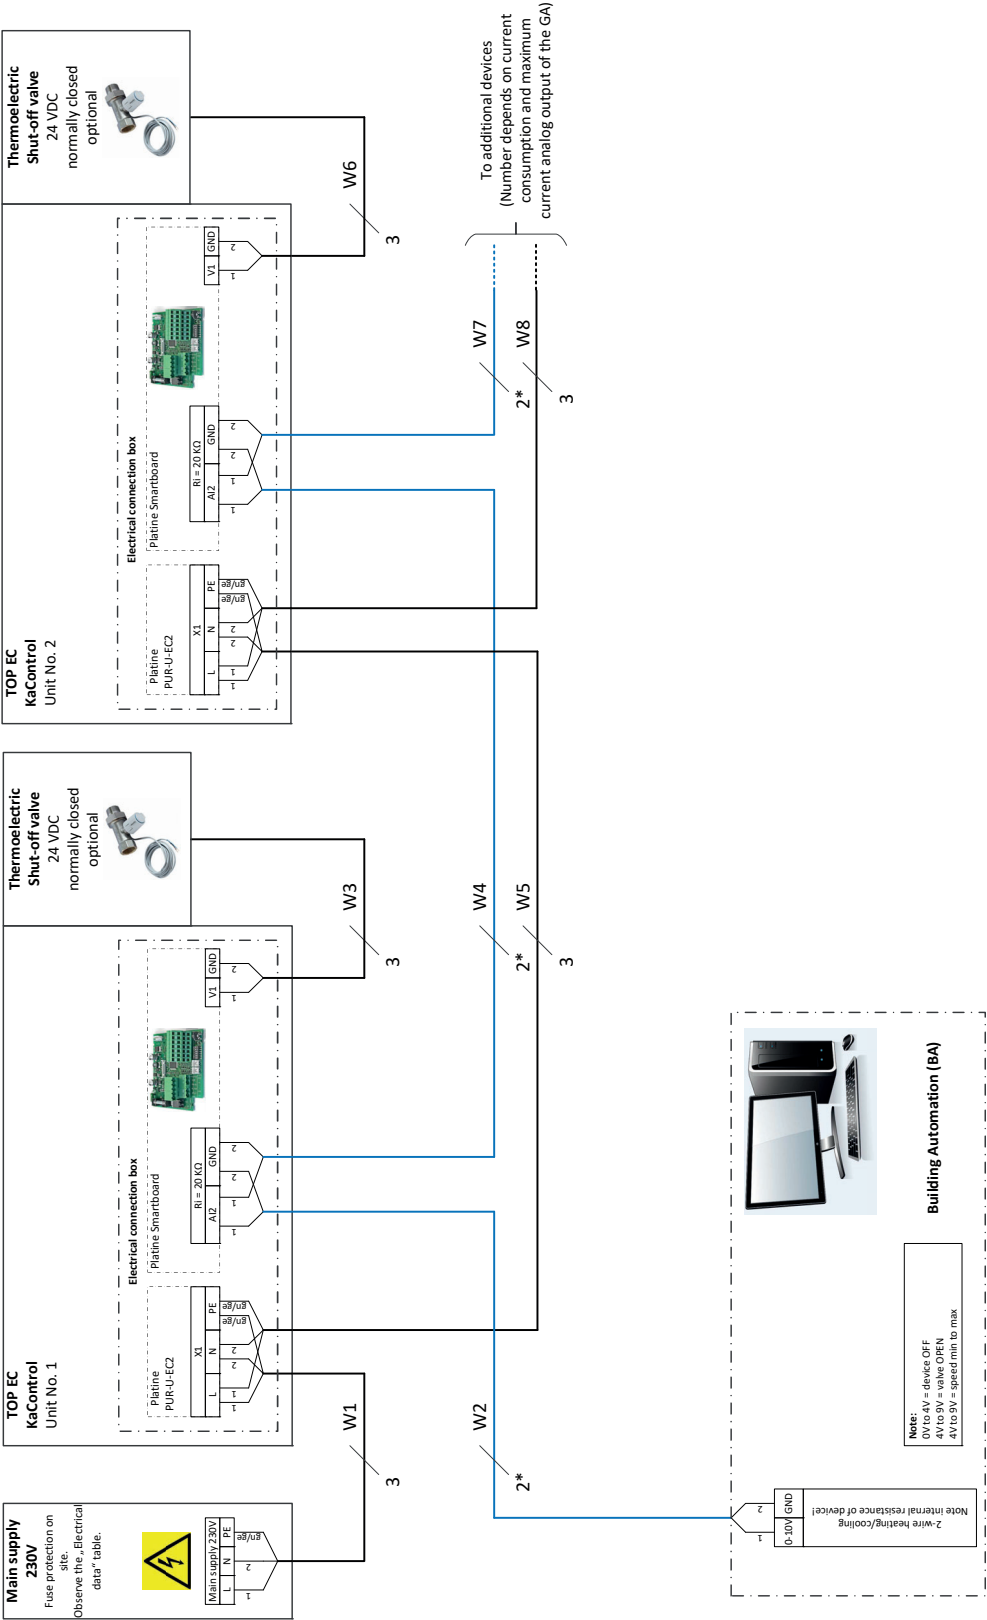 Main supply
230V
Fuse protection on
site.
Observe the „Electrical
data“ table.
Main supply 230V
L
N
PE
1
2
gn/ge
W1
3
TOP EC
KaControl
Unit No. 1
Electrical connection box
Platine
PUR-U-EC2
X1
L
N
PE
1
1
2
2
gn/ge
gn/ge
Platine Smartboard
Ri = 20 KΩ
AI2
GND
1
1
2
2
V1
GND
1
2
Thermoelectric
Shut-off valve
24 VDC
normally closed
optional
W3
3
W2
2*
W4
2*
W5
3
TOP EC
KaControl
Unit No. 2
Electrical connection box
Platine
PUR-U-EC2
X1
L
N
PE
1
1
2
2
gn/ge
gn/ge
Platine Smartboard
Ri = 20 KΩ
AI2
GND
1
1
2
2
V1
GND
1
2
Thermoelectric
Shut-off valve
24 VDC
normally closed
optional
W6
3
W7
2*
W8
3
To additional devices
(Number depends on current
consumption and maximum
current analog output of the GA)
0-10V
GND
1
2
2-wire heating/cooling
Note internal resistance of device!
Note:
0V to 4V = device OFF
4V to 9V = valve OPEN
4V to 9V = speed min to max
Building Automation (BA)